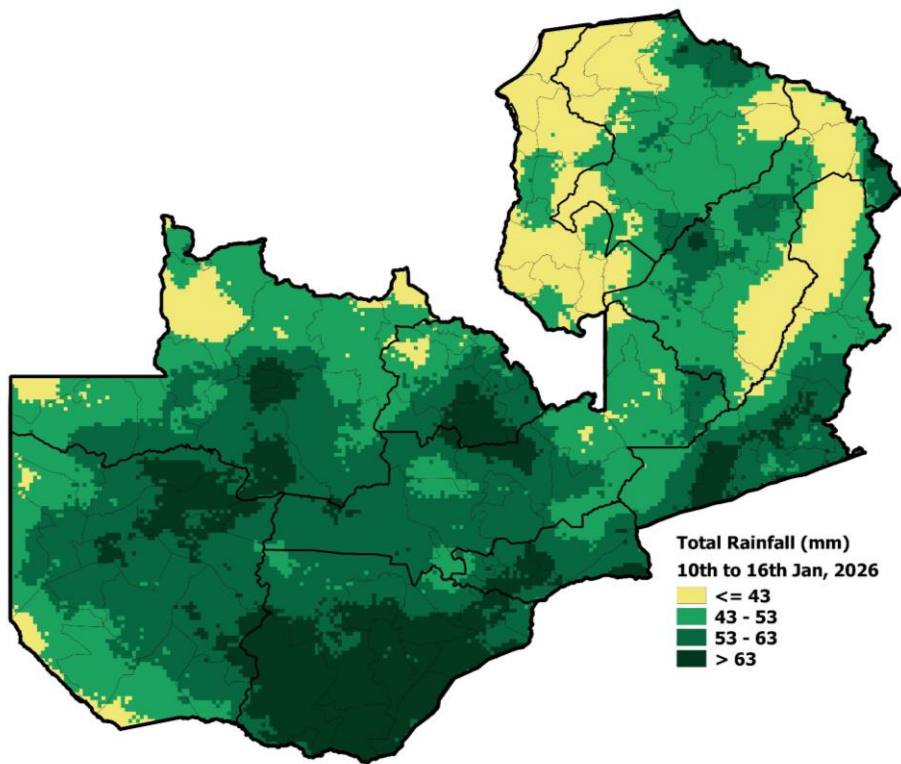 Total Rainfall (mm)
10th to 16th Jan, 2026
<= 43
43 - 53
53 - 63
> 63